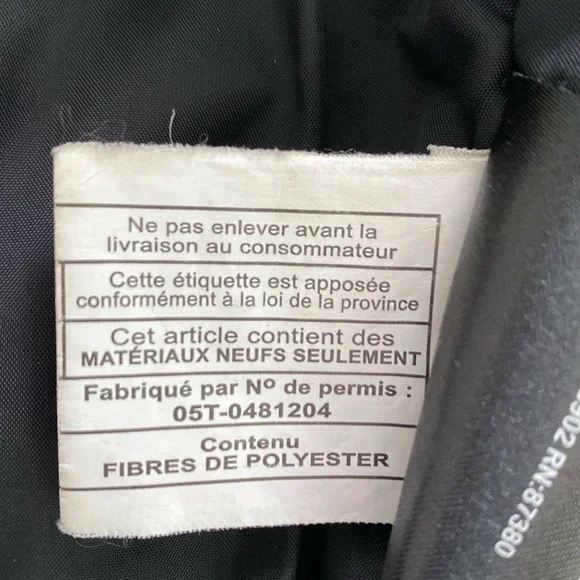 Ne pas enlever avant la
livraison au consommateur
Cette étiquette est apposée
conformément à la loi de la province
Cet article contient des
MATÉRIAUX NEUFS SEULEMENT
Fabriqué par Nº de permis :
05T-0481204
Contenu
FIBRES DE POLYESTER
RN:87380